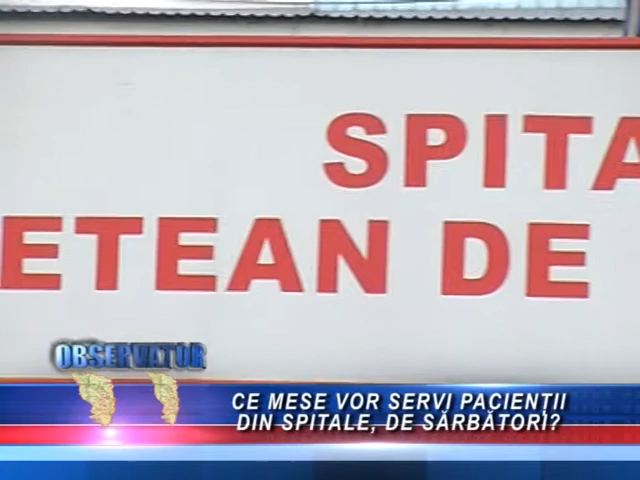 SPITA
ETEAN DE
OBSERVATOR
CE MESE VOR SERVI PACIENȚII
DIN SPITALE, DE SĂRBĂTORI?